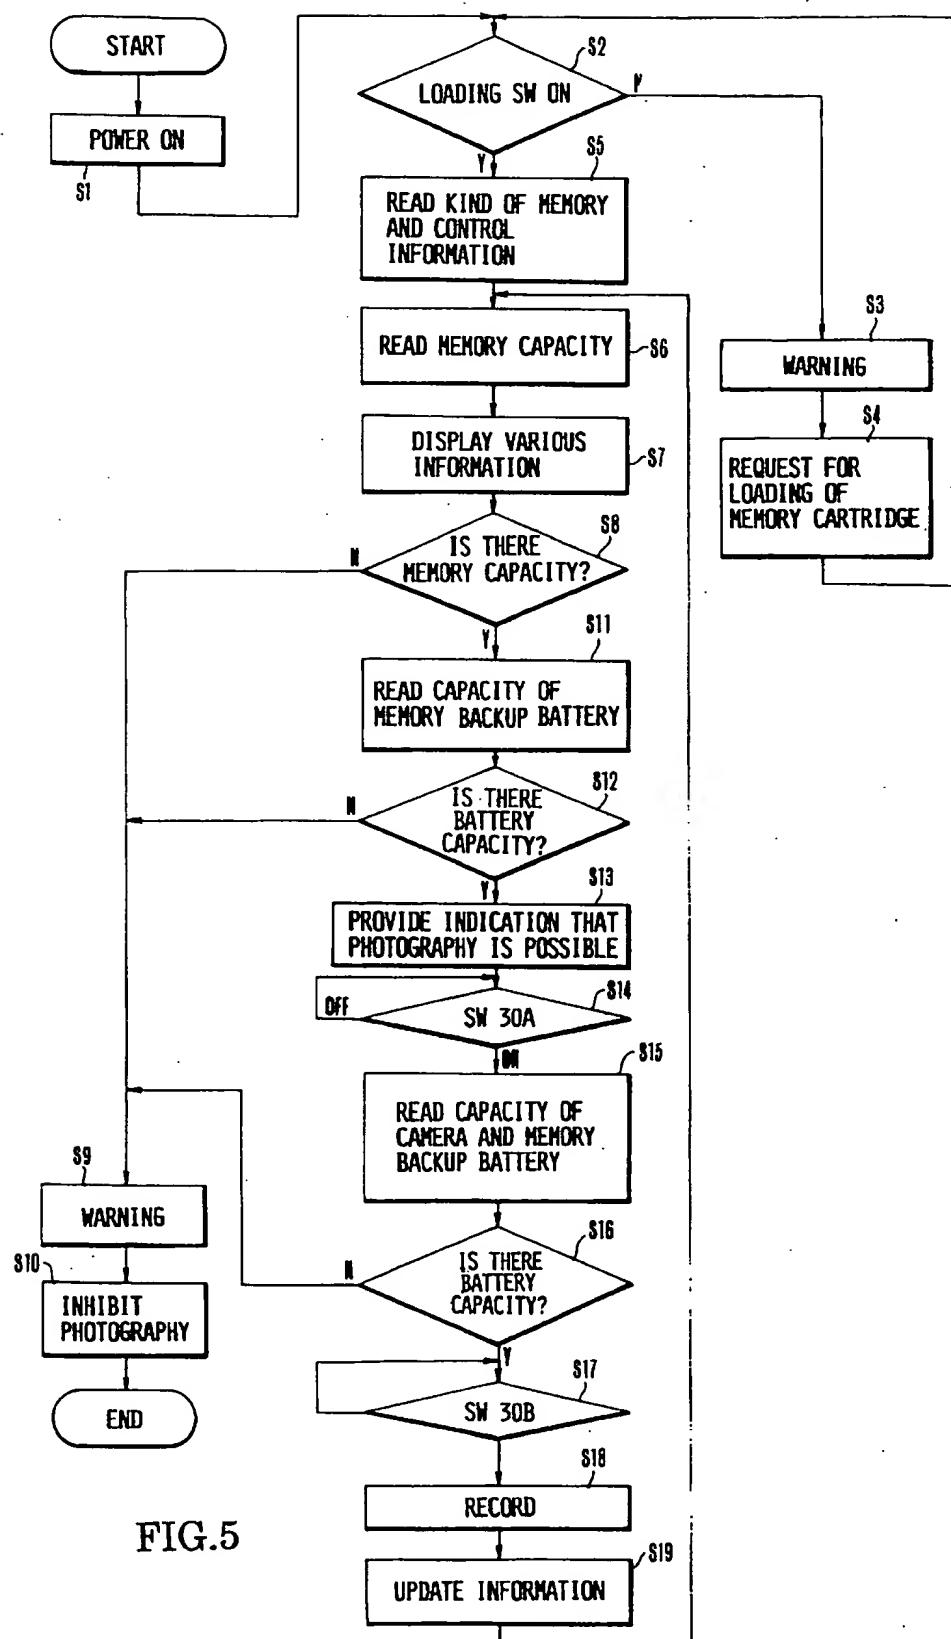 START
POWER ON
S1
S2
LOADING SW ON
Y
S5
READ KIND OF MEMORY
AND CONTROL
INFORMATION
READ MEMORY CAPACITY
S6
S3
WARNING
S4
REQUEST FOR
LOADING OF
MEMORY CARTRIDGE
DISPLAY VARIOUS
INFORMATION
S7
S8
IS THERE
MEMORY CAPACITY?
N
Y
S11
READ CAPACITY OF
MEMORY BACKUP BATTERY
S12
IS THERE
BATTERY
CAPACITY?
N
Y
S13
PROVIDE INDICATION THAT
PHOTOGRAPHY IS POSSIBLE
S14
OFF
SW 30A
ON
S15
READ CAPACITY OF
CAMERA AND MEMORY
BACKUP BATTERY
S9
WARNING
S10
INHIBIT
PHOTOGRAPHY
END
S16
IS THERE
BATTERY
CAPACITY?
N
Y
S17
SW 30B
S18
RECORD
S19
UPDATE INFORMATION
FIG.5